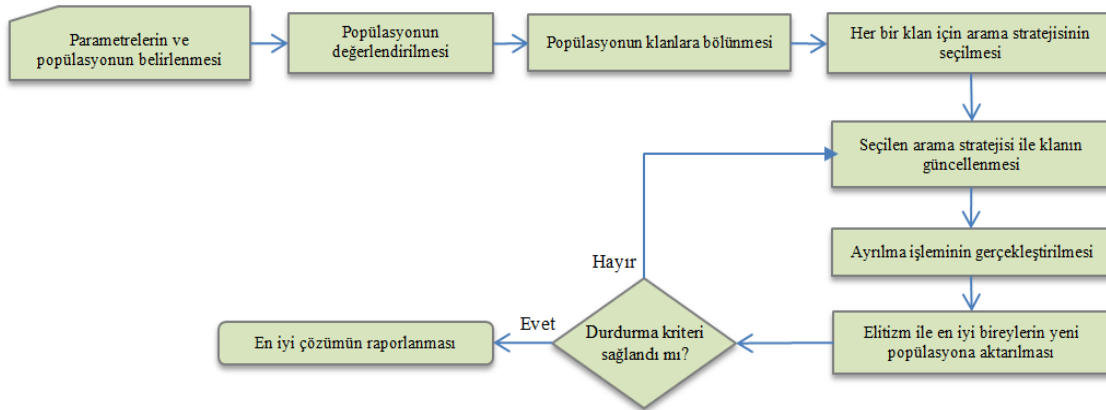 Parametrelerin ve
popülasyonun belirlenmesi
Popülasyonun
değerlendirilmesi
Popülasyonun klanlara bölünmesi
Her bir klan için arama stratejisinin
seçilmesi
Seçilen arama stratejisi ile klanın
güncellenmesi
Ayrılma işleminin gerçekleştirilmesi
Elitizm ile en iyi bireylerin yeni
popülasyona aktarılması
Durdurma kriteri
sağlandı mı?
Hayır
Evet
En iyi çözümün raporlanması